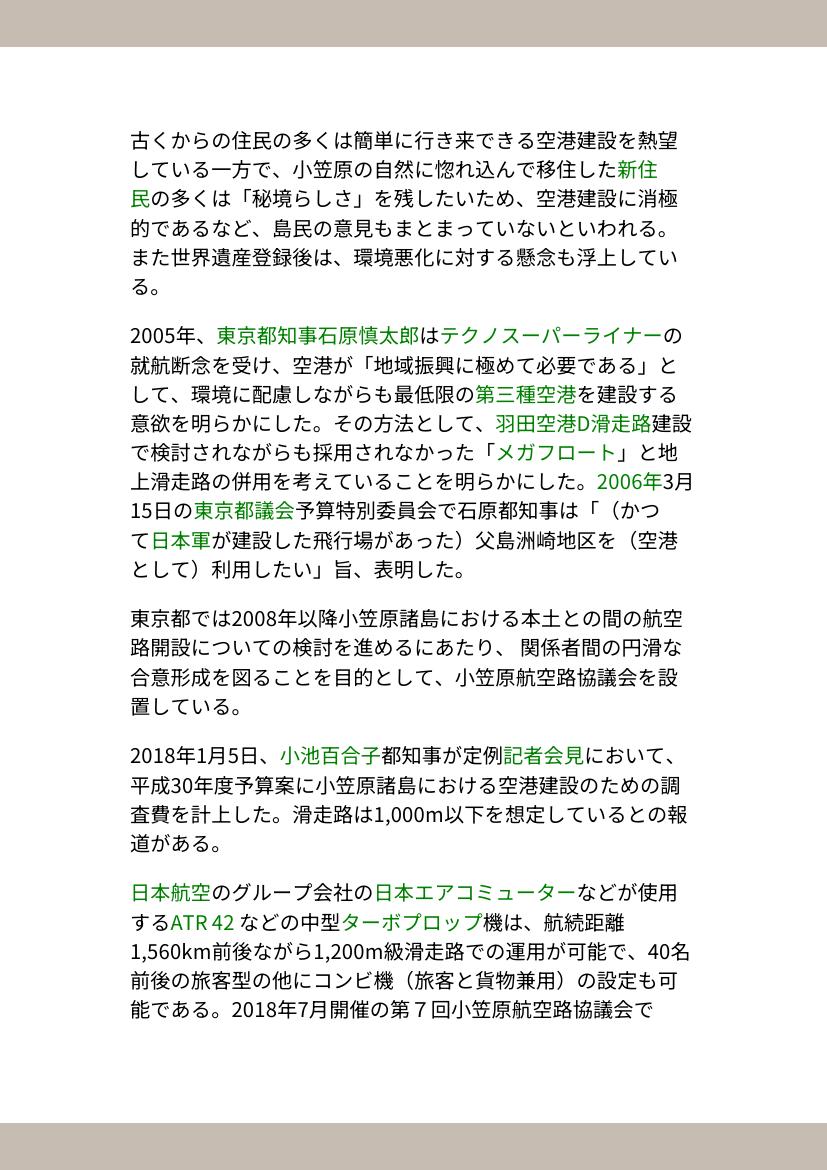 古くからの住民の多くは簡単に行き来できる空港建設を熱望
している一方で、小笠原の自然に惚れ込んで移住した新住
民の多くは「秘境らしさ」を残したいため、空港建設に消極
的であるなど、島民の意見もまとまっていないといわれる。
また世界遺産登録後は、環境悪化に対する懸念も浮上してい
る。
2005年、東京都知事石原慎太郎はテクノスーパーライナーの
就航断念を受け、空港が「地域振興に極めて必要である」と
して、環境に配慮しながらも最低限の第三種空港を建設する
意欲を明らかにした。その方法として、羽田空港D滑走路建設
で検討されながらも採用されなかった「メガフロート」と地
上滑走路の併用を考えていることを明らかにした。2006年3月
15日の東京都議会予算特別委員会で石原都知事は「（かつ
て日本軍が建設した飛行場があった）父島洲崎地区を（空港
として）利用したい」旨、表明した。
東京都では2008年以降小笠原諸島における本土との間の航空
路開設についての検討を進めるにあたり、 関係者間の円滑な
合意形成を図ることを目的として、小笠原航空路協議会を設
置している。
2018年1月5日、小池百合子都知事が定例記者会見において、
平成30年度予算案に小笠原諸島における空港建設のための調
査費を計上した。滑走路は1,000m以下を想定しているとの報
道がある。
日本航空のグループ会社の日本エアコミューターなどが使用
するATR 42 などの中型ターボプロップ機は、航続距離
1,560km前後ながら1,200m級滑走路での運用が可能で、40名
前後の旅客型の他にコンビ機（旅客と貨物兼用）の設定も可
能である。2018年7月開催の第７回小笠原航空路協議会で